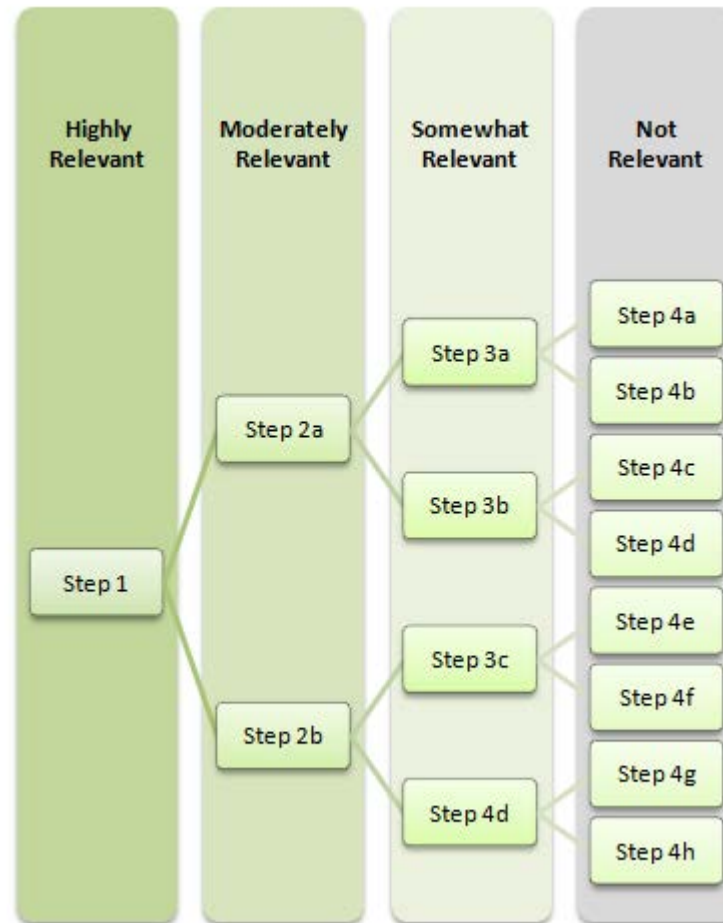 Highly
Relevant
Moderately
Relevant
Somewhat
Relevant
Not
Relevant
Step 1
Step 2a
Step 2b
Step 3a
Step 3b
Step 3c
Step 4d
Step 4a
Step 4b
Step 4c
Step 4d
Step 4e
Step 4f
Step 4g
Step 4h